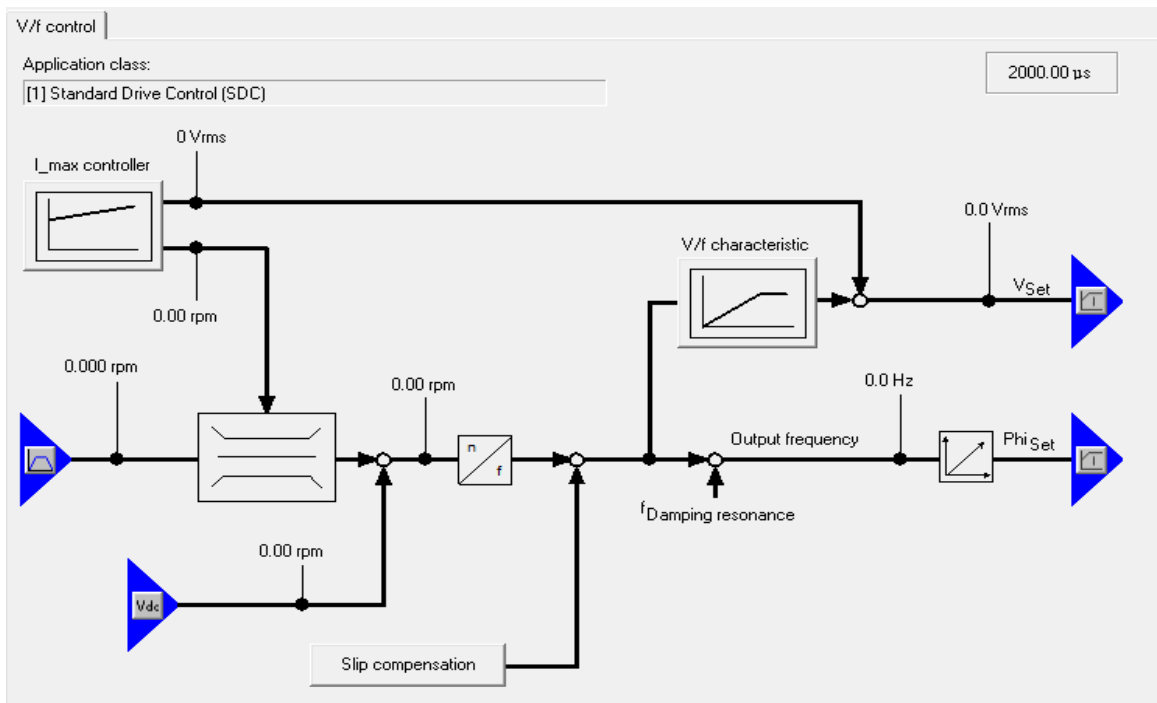 V/f control
Application class:
[1] Standard Drive Control (SDC)
2000.00 µs
0 Vrms
I_max controller
0.0 Vrms
V/f characteristic
VSet
0.00 rpm
0.000 rpm
0.00 rpm
0.0 Hz
n
f
Output frequency
PhiSet
fDamping resonance
0.00 rpm
Vdc
Slip compensation